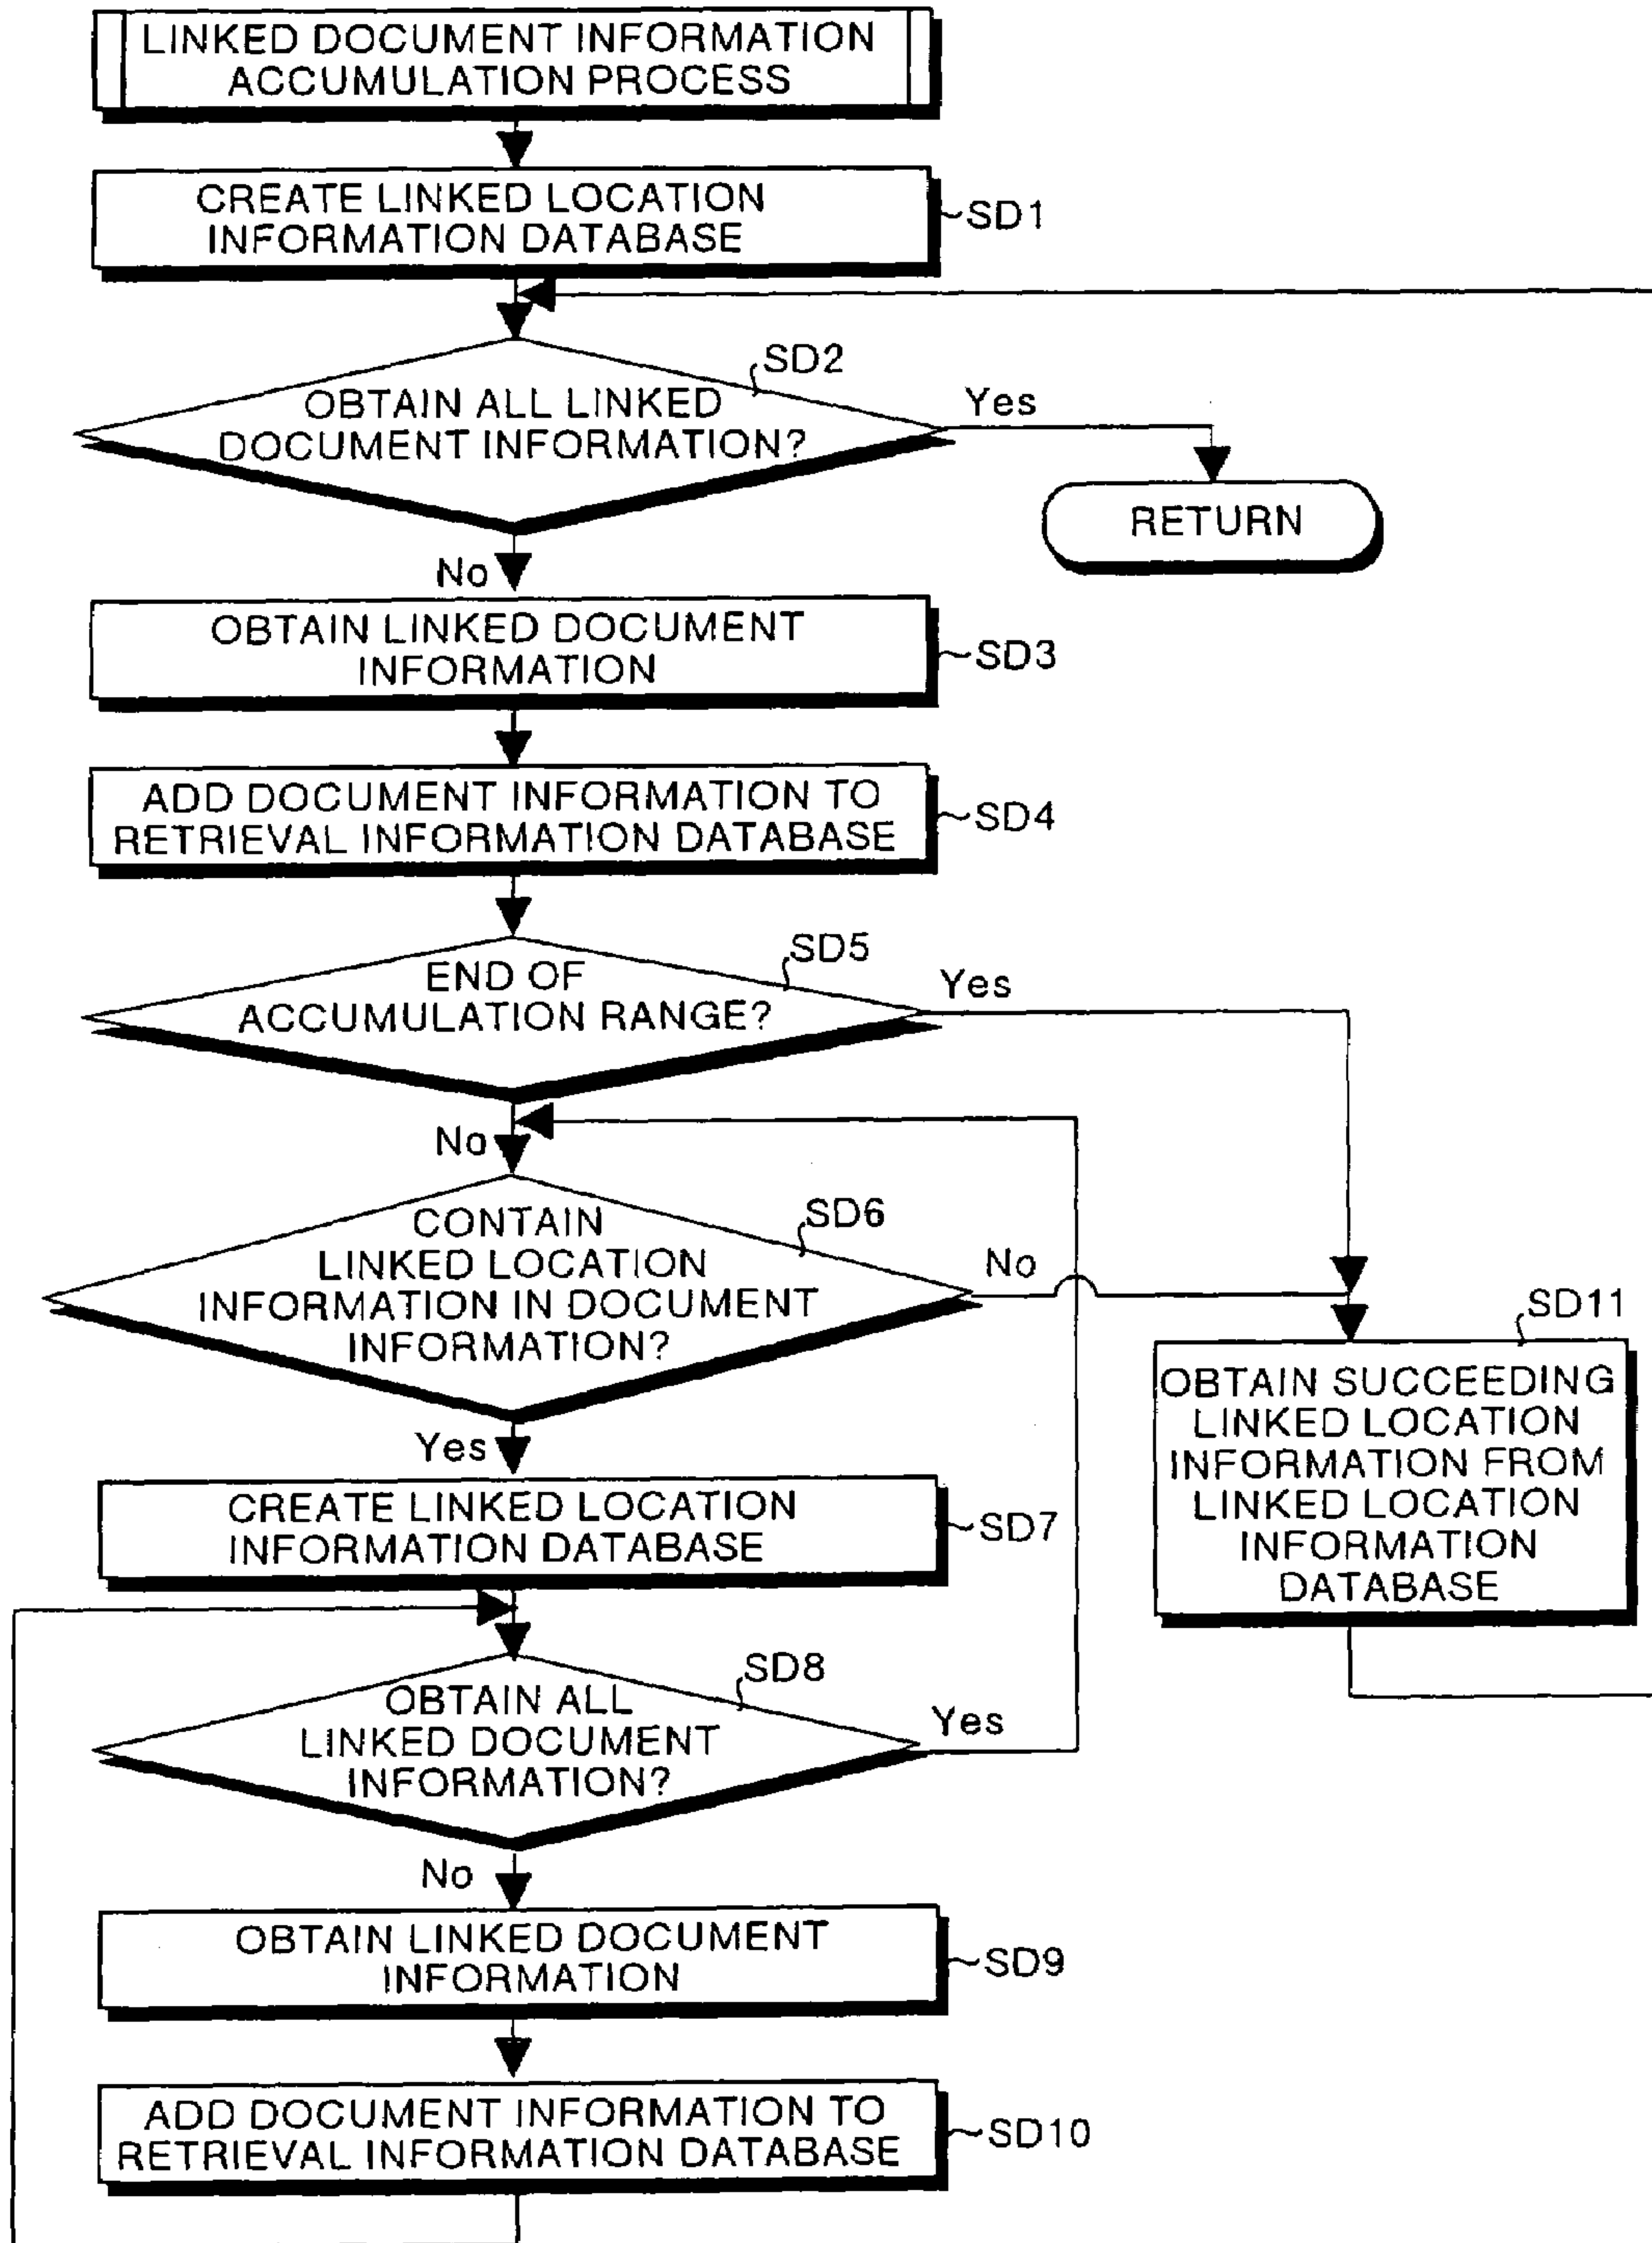 LINKED DOCUMENT INFORMATION
ACCUMULATION PROCESS
CREATE LINKED LOCATION
INFORMATION DATABASE
SD1
SD2
OBTAIN ALL LINKED
DOCUMENT INFORMATION?
Yes
RETURN
No
OBTAIN LINKED DOCUMENT
INFORMATION
SD3
ADD DOCUMENT INFORMATION TO
RETRIEVAL INFORMATION DATABASE
SD4
SD5
END OF
ACCUMULATION RANGE?
Yes
No
SD6
CONTAIN
LINKED LOCATION
INFORMATION IN DOCUMENT
INFORMATION?
No
SD11
OBTAIN SUCCEEDING
LINKED LOCATION
INFORMATION FROM
LINKED LOCATION
INFORMATION
DATABASE
Yes
CREATE LINKED LOCATION
INFORMATION DATABASE
SD7
SD8
OBTAIN ALL
LINKED DOCUMENT
INFORMATION?
Yes
No
OBTAIN LINKED DOCUMENT
INFORMATION
SD9
ADD DOCUMENT INFORMATION TO
RETRIEVAL INFORMATION DATABASE
SD10